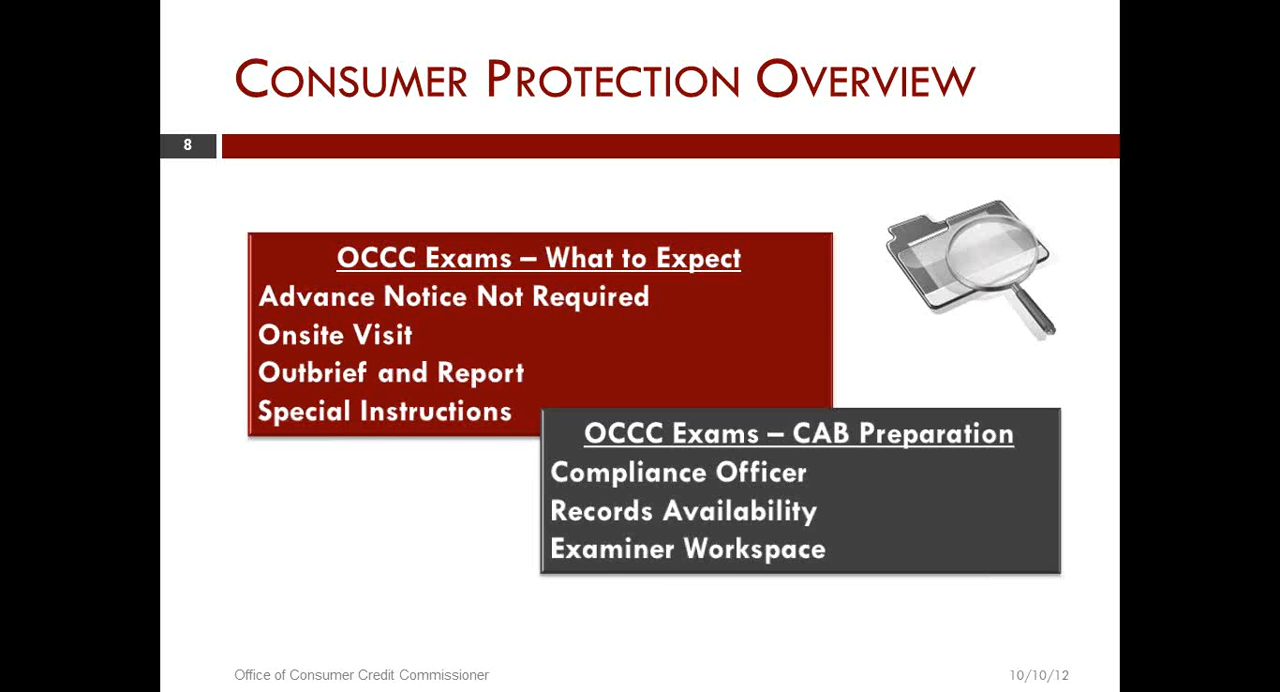 Consumer Protection Overview
8
OCCC Exams – What to Expect
Advance Notice Not Required
Onsite Visit
Outbrief and Report
Special Instructions
OCCC Exams – CAB Preparation
Compliance Officer
Records Availability
Examiner Workspace
Office of Consumer Credit Commissioner
10/10/12